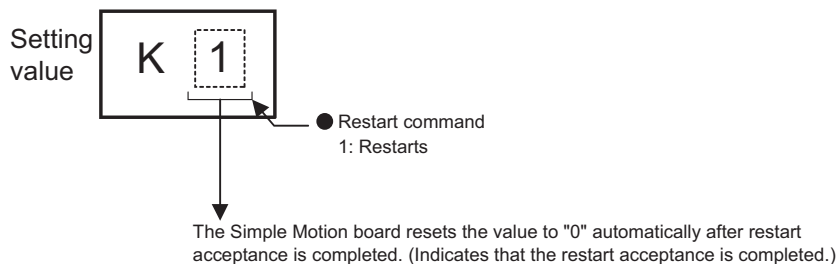 Setting
value
K 1
● Restart command
1: Restarts
The Simple Motion board resets the value to "0" automatically after restart
acceptance is completed. (Indicates that the restart acceptance is completed.)